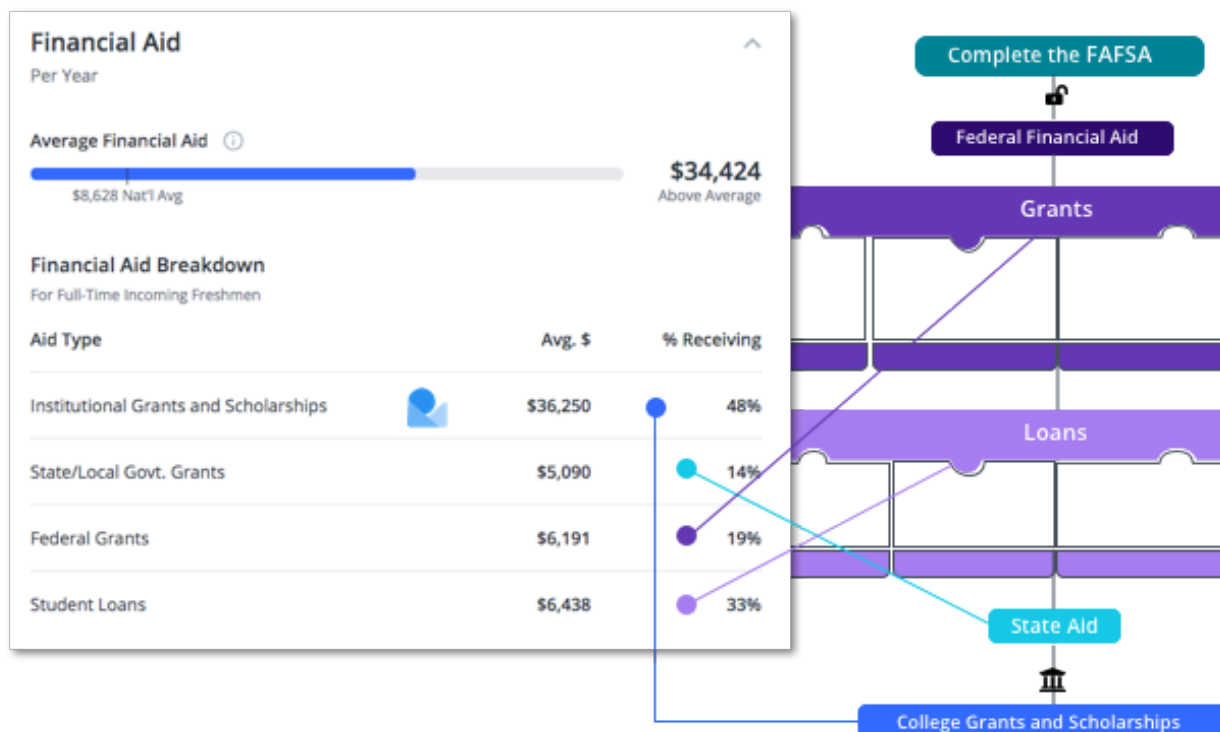 Financial Aid
Per Year
Average Financial Aid
$34,424
$8,628 Nat'l Avg
Above Average
Financial Aid Breakdown
For Full-Time Incoming Freshmen
Aid Type Avg. $ % Receiving
Institutional Grants and Scholarships $36,250 48%
State/Local Govt. Grants $5,090 14%
Federal Grants $6,191 19%
Student Loans $6,438 33%
Complete the FAFSA
Federal Financial Aid
Grants
Loans
State Aid
College Grants and Scholarships